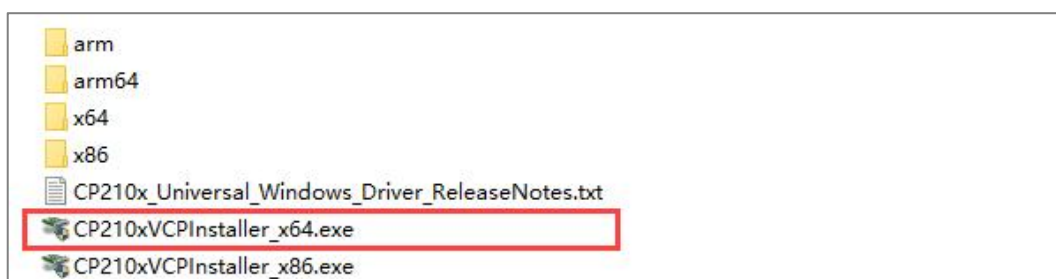 arm
arm64
x64
x86
CP210x_Universal_Windows_Driver_ReleaseNotes.txt
CP210xVCPInstaller_x64.exe
CP210xVCPInstaller_x86.exe